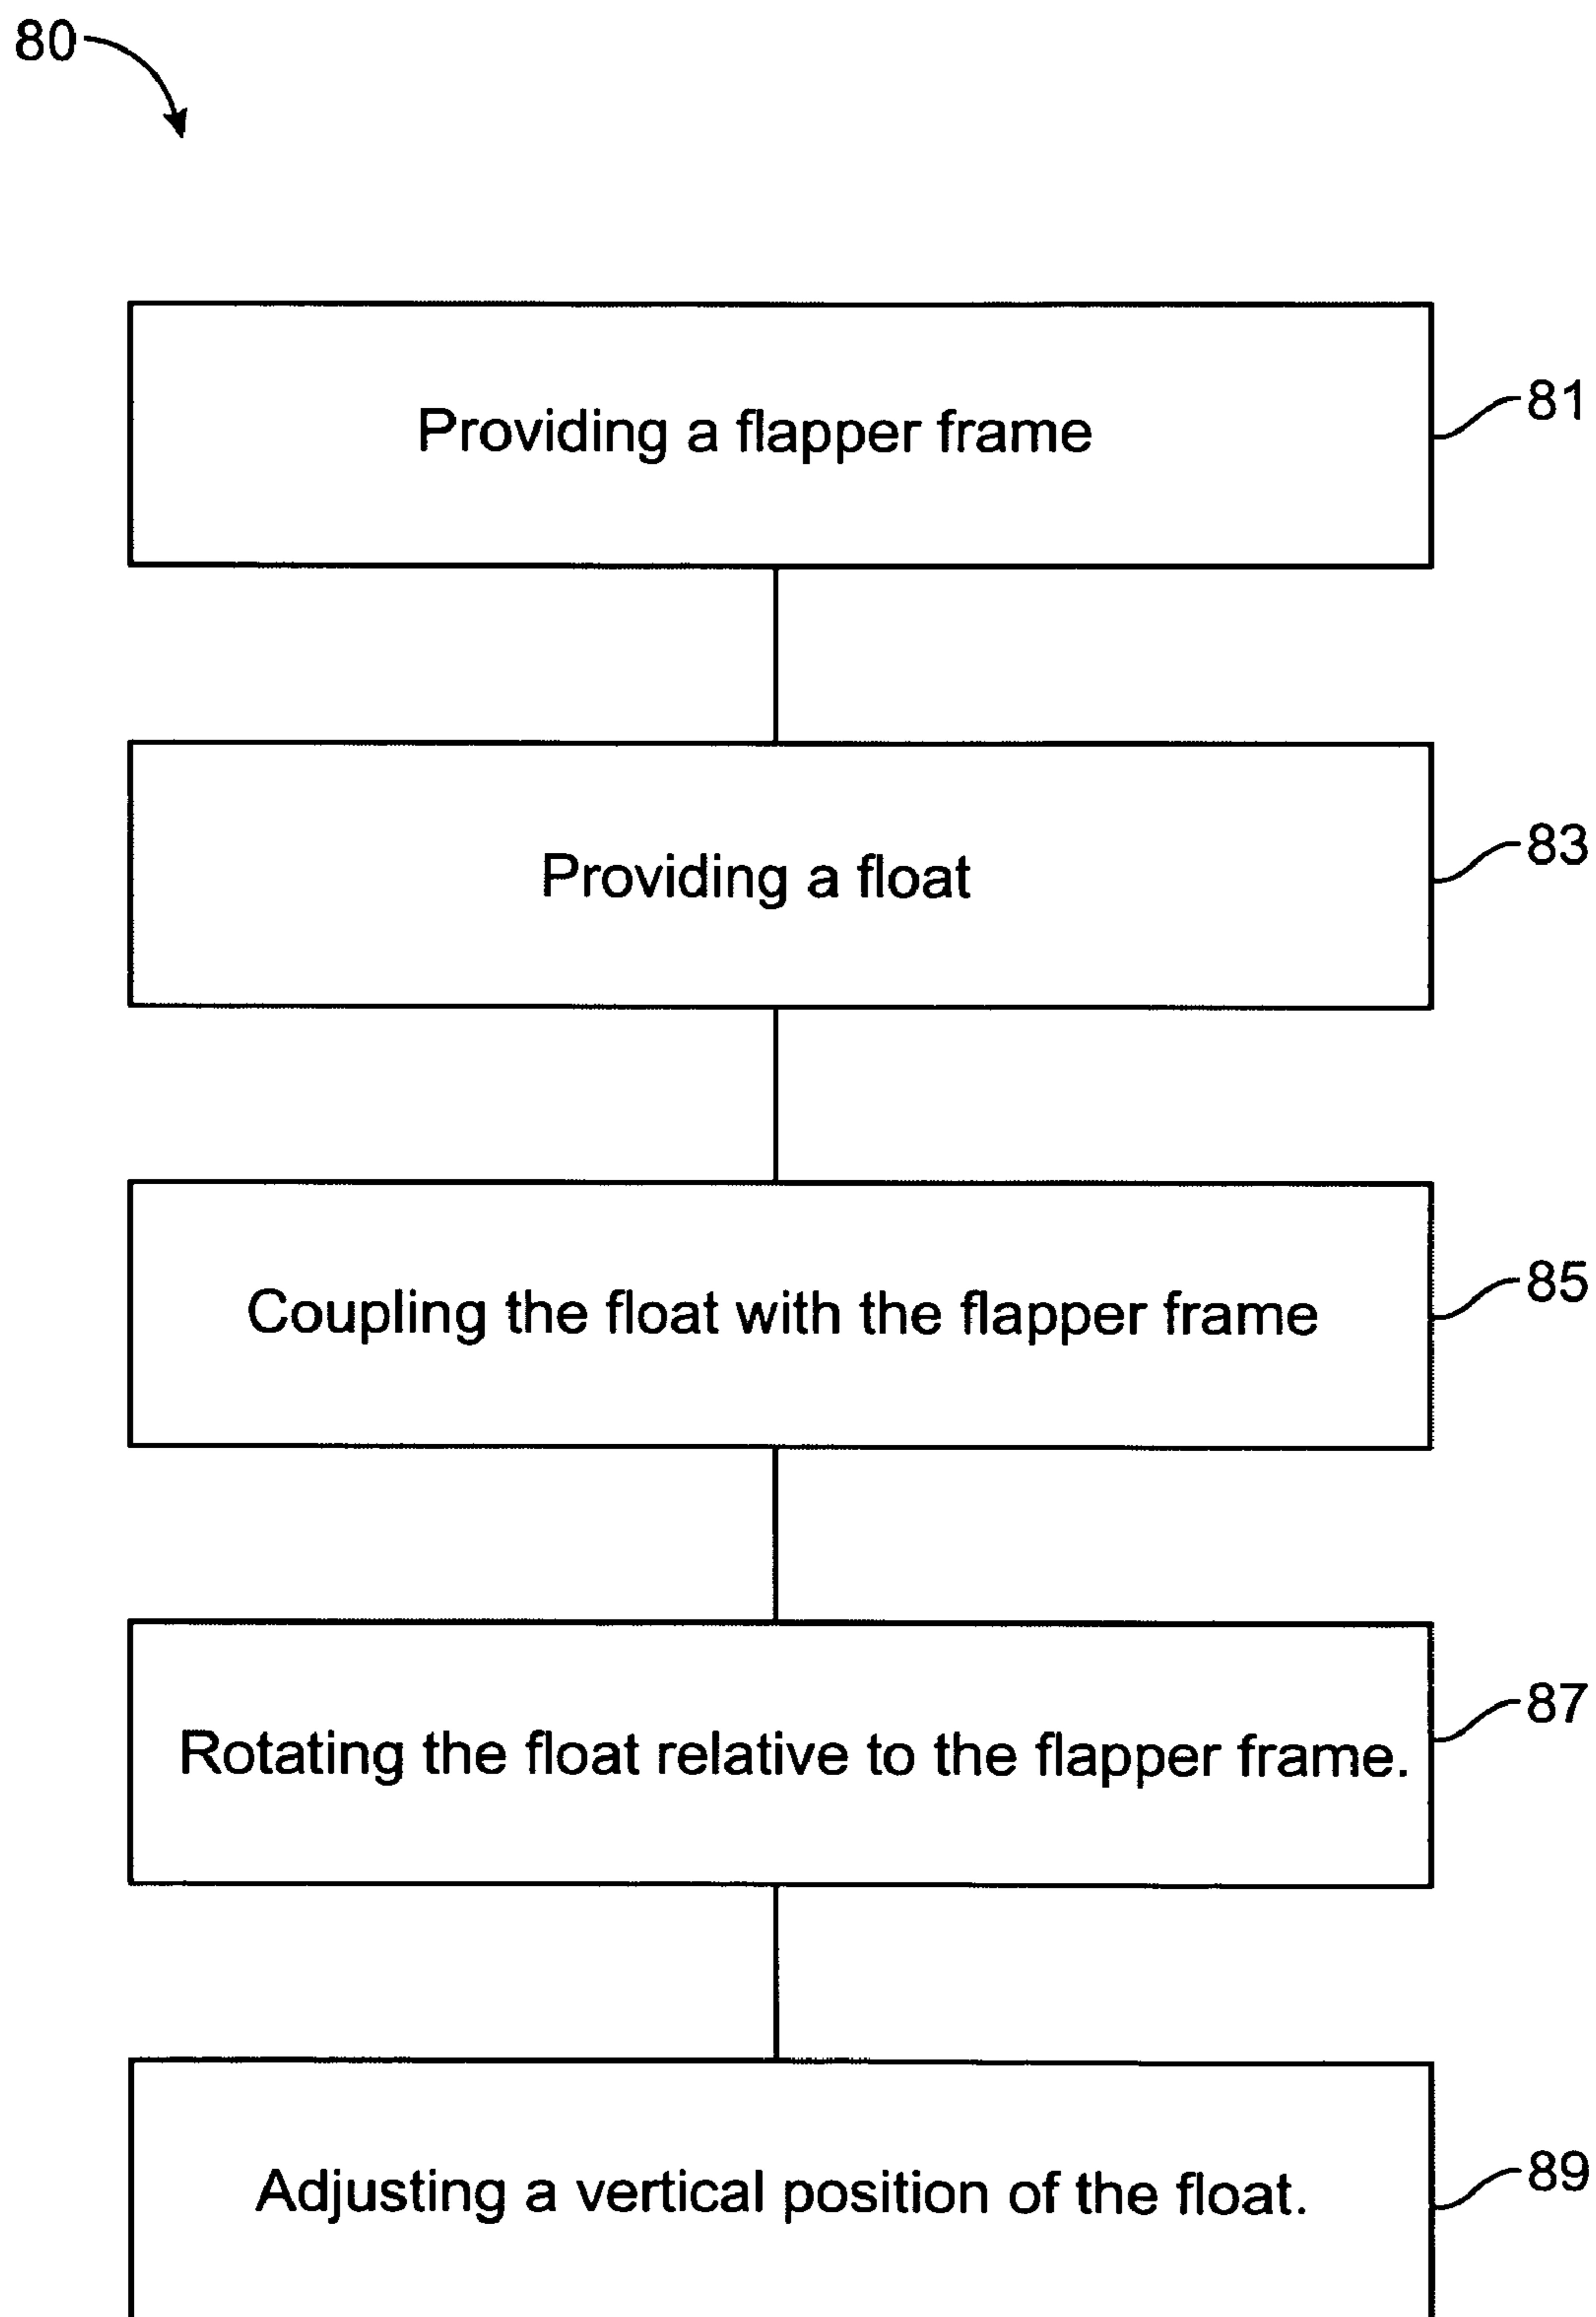 80
Providing a flapper frame
81
Providing a float
83
Coupling the float with the flapper frame
85
Rotating the float relative to the flapper frame.
87
Adjusting a vertical position of the float.
89